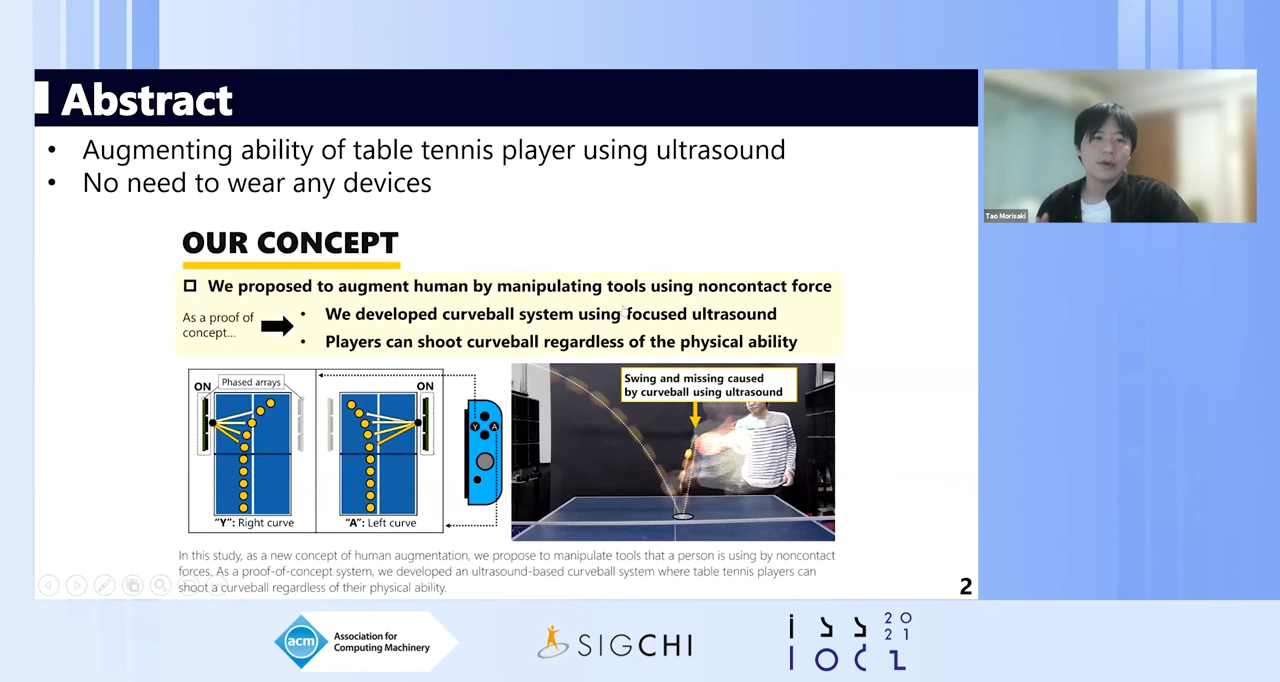 Abstract
• Augmenting ability of table tennis player using ultrasound
• No need to wear any devices
OUR CONCEPT
We proposed to augment human by manipulating tools using noncontact force
As a proof of
concept...
• We developed curveball system using focused ultrasound
• Players can shoot curveball regardless of the physical ability
ON
Phased arrays
ON
Y A
"Y": Right curve
"A": Left curve
Swing and missing caused
by curveball using ultrasound
In this study, as a new concept of human augmentation, we propose to manipulate tools that a person is using by noncontact
forces. As a proof-of-concept system, we developed an ultrasound-based curveball system where table tennis players can
shoot a curveball regardless of their physical ability.
2
Tao Morisaki
acm
Association for
Computing Machinery
SIGCHI
iss
2021